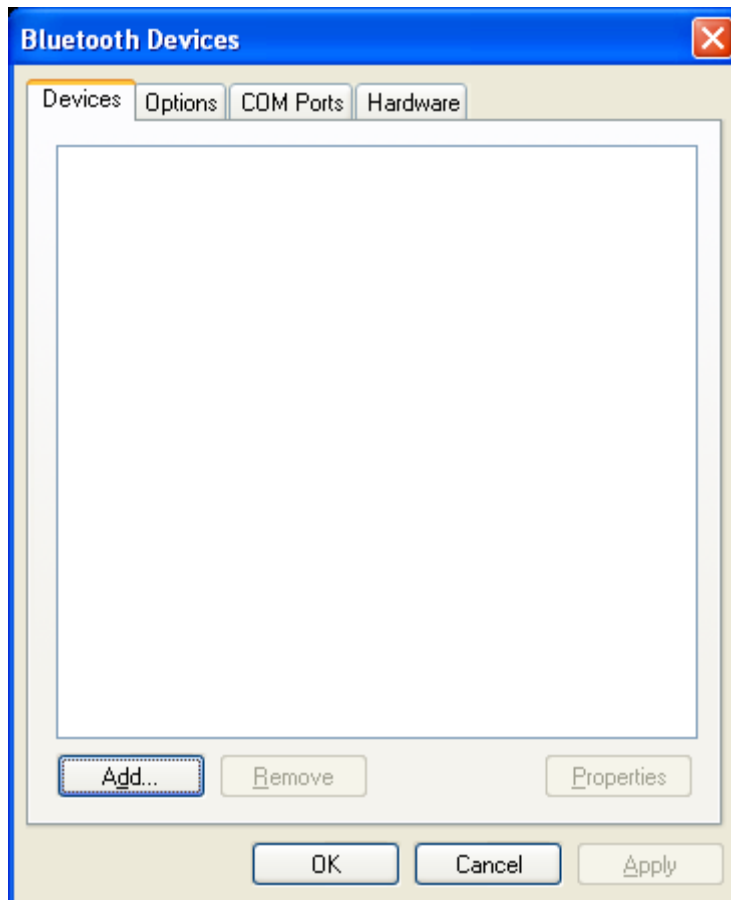 Bluetooth Devices
Devices Options COM Ports Hardware
Add... Remove Properties
OK Cancel Apply